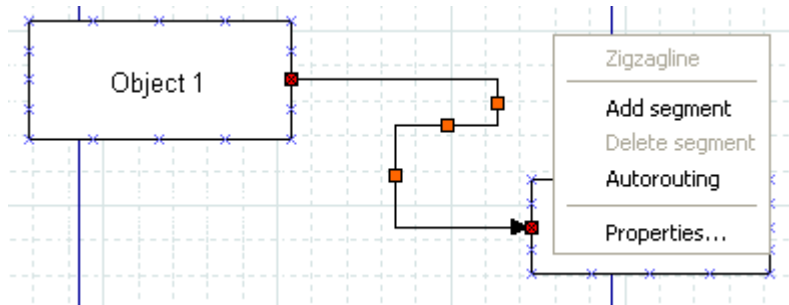 Object 1
Zigzagline
Add segment
Delete segment
Autorouting
Properties...